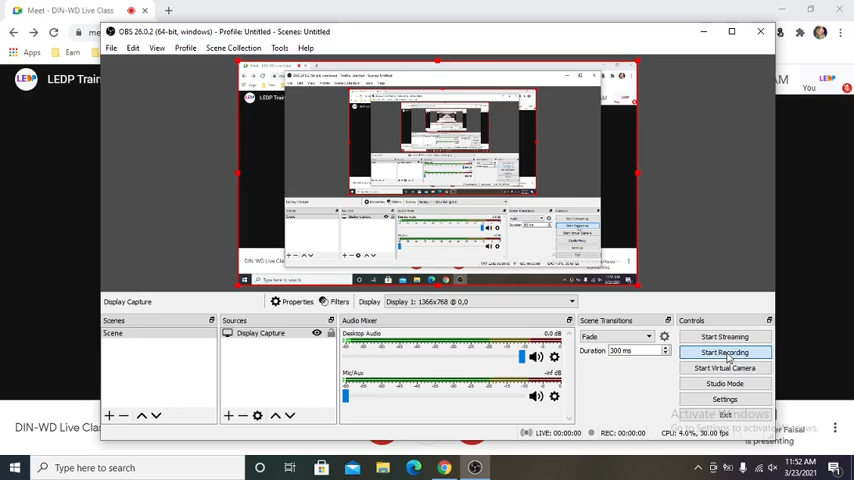 Meet - DIN-WD Live Class
OBS 26.0.2 (64-bit, windows) - Profile: Untitled - Scenes: Untitled
File Edit View Profile Scene Collection Tools Help
Apps Earn
LEDP Train
LEDP
You
Display Capture Properties Filters Display Display 1: 1366x768 @ 0,0
Scenes Sources Audio Mixer Scene Transitions Controls
Scene
Display Capture
Desktop Audio 0.0 dB
Mic/Aux -inf dB
Fade
Duration 300 ms
Start Streaming
Start Recording
Start Virtual Camera
Studio Mode
Settings
Exit
Activate Windows
Go to Settings to activate Windows.
DIN-WD Live Class
Faisal
is presenting
LIVE: 00:00:00 REC: 00:00:00 CPU: 4.0%, 30.00 fps
Type here to search
11:52 AM
3/23/2021